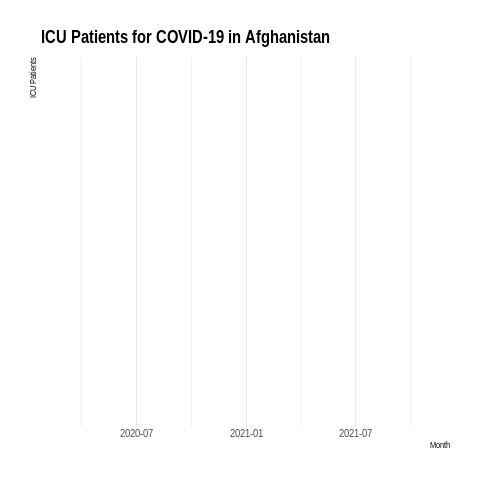 ICU Patients for COVID-19 in Afghanistan
ICU Patients
2020-07
2021-01
2021-07
Month